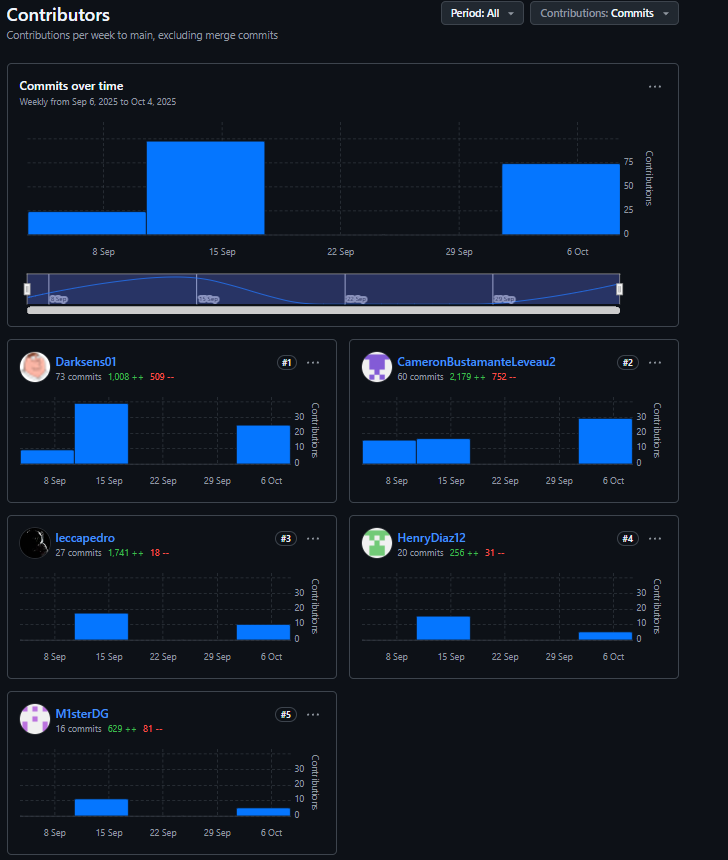 Contributors
Period: All
Contributions: Commits
Contributions per week to main, excluding merge commits
Commits over time
Weekly from Sep 6, 2025 to Oct 4, 2025
75
50
25
0
Contributions
8 Sep 15 Sep 22 Sep 29 Sep 6 Oct
8 Sep 15 Sep 22 Sep 29 Sep
Darksens01 #1
73 commits 1,008 ++ 509 --
30
20
10
0
Contributions
8 Sep 15 Sep 22 Sep 29 Sep 6 Oct
CameronBustamanteLeveau2 #2
60 commits 2,179 ++ 752 --
30
20
10
0
Contributions
8 Sep 15 Sep 22 Sep 29 Sep 6 Oct
leccapedro #3
27 commits 1,741 ++ 18 --
30
20
10
0
Contributions
8 Sep 15 Sep 22 Sep 29 Sep 6 Oct
HenryDiaz12 #4
20 commits 256 ++ 31 --
30
20
10
0
Contributions
8 Sep 15 Sep 22 Sep 29 Sep 6 Oct
M1sterDG #5
16 commits 629 ++ 81 --
30
20
10
0
Contributions
8 Sep 15 Sep 22 Sep 29 Sep 6 Oct